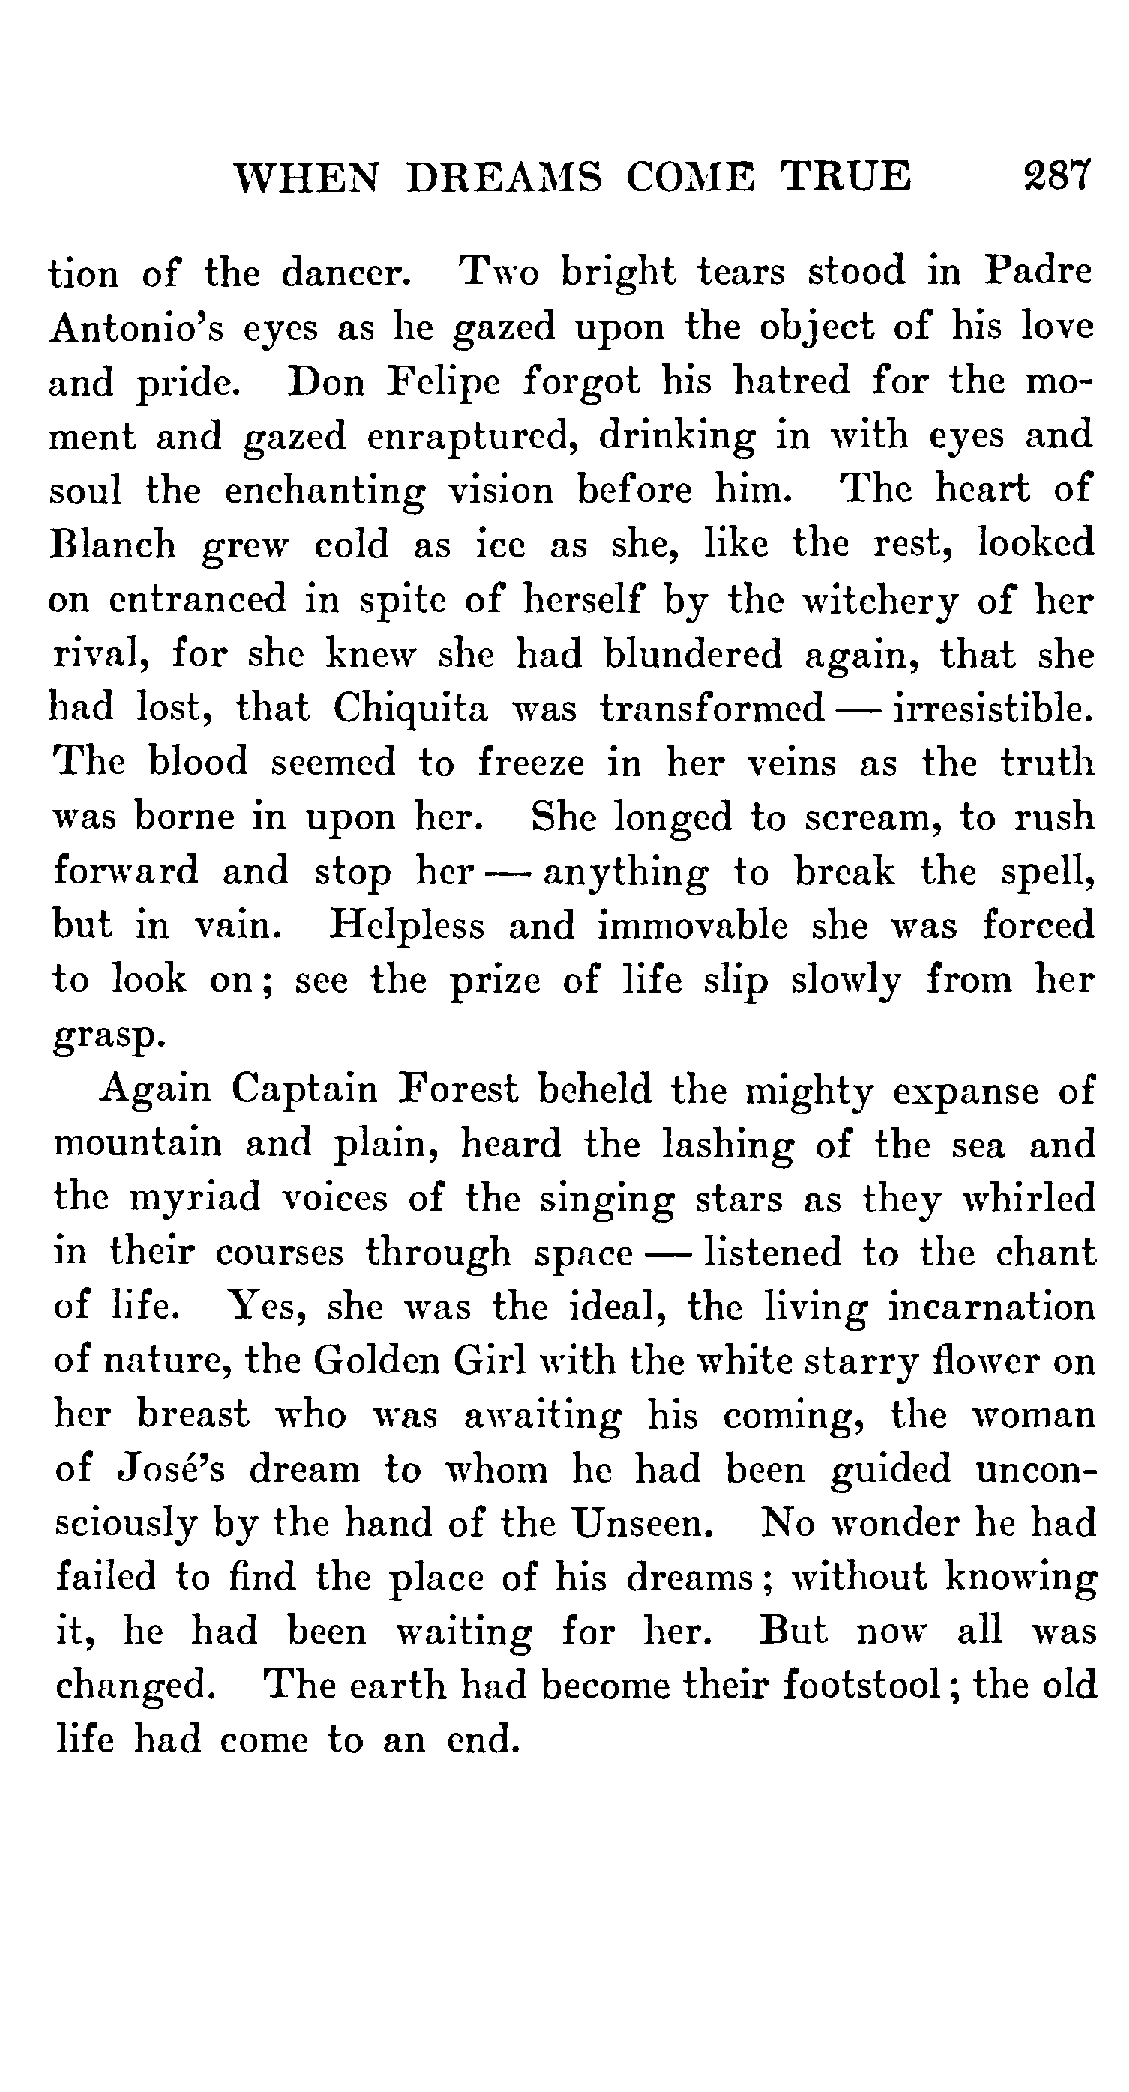 WHEN DREAMS COME TRUE 287
tion of the dancer. Two bright tears stood in Padre
Antonio's eyes as he gazed upon the object of his love
and pride. Don Felipe forgot his hatred for the mo-
ment and gazed enraptured, drinking in with eyes and
soul the enchanting vision before him. The heart of
Blanch grew cold as ice as she, like the rest, looked
on entranced in spite of herself by the witchery of her
rival, for she knew she had blundered again, that she
had lost, that Chiquita was transformed — irresistible.
The blood seemed to freeze in her veins as the truth
was borne in upon her. She longed to scream, to rush
forward and stop her — anything to break the spell,
but in vain. Helpless and immovable she was forced
to look on; see the prize of life slip slowly from her
grasp.
Again Captain Forest beheld the mighty expanse of
mountain and plain, heard the lashing of the sea and
the myriad voices of the singing stars as they whirled
in their courses through space — listened to the chant
of life. Yes, she was the ideal, the living incarnation
of nature, the Golden Girl with the white starry flower on
her breast who was awaiting his coming, the woman
of José's dream to whom he had been guided uncon-
sciously by the hand of the Unseen. No wonder he had
failed to find the place of his dreams; without knowing
it, he had been waiting for her. But now all was
changed. The earth had become their footstool; the old
life had come to an end.